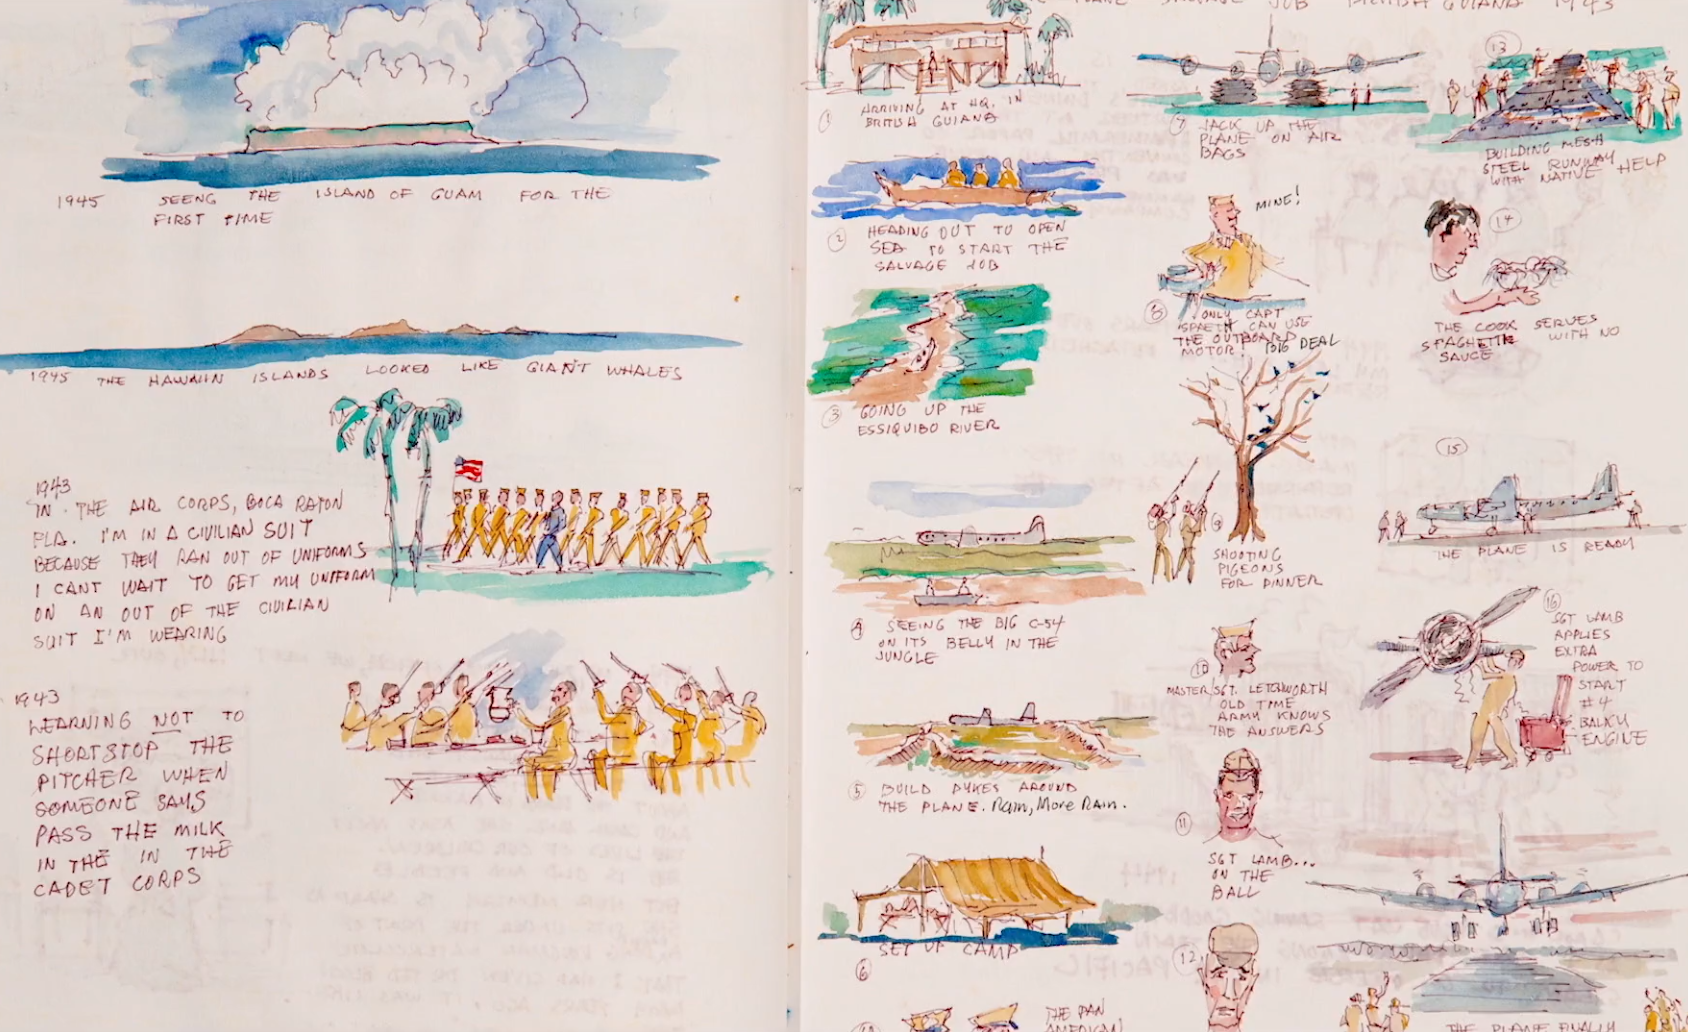 1945 SEENG THE ISLAND OF GUAM FOR THE
FIRST TIME
1945 THE HAWAIIN ISLANDS LOOKED LIKE GIANT WHALES
1943
IN THE AIR CORPS, BOCA RATON
FLA. I'M IN A CIVILIAN SUIT
BECAUSE THEY RAN OUT OF UNIFORMS
I CANT WAIT TO GET MY UNIFORM
ON AN OUT OF THE CIVILIAN
SUIT I'M WEARING
1943
LEARNING NOT TO
SHORTSTOP THE
PITCHER WHEN
SOMEONE SAYS
PASS THE MILK
IN THE IN THE
CADET CORPS
PLANE SALVAGE JOB BRITISH GUIANA 1943
1
ARRIVING AT HQ. IN
BRITISH GUIANA
2
HEADING OUT TO OPEN
SEA TO START THE
SALVAGE JOB
3
GOING UP THE
ESSIQUIBO RIVER
4
SEEING THE BIG C-54
ON ITS BELLY IN THE
JUNGLE
5
BUILD DYKES AROUND
THE PLANE. Rain, More Rain.
6
SET UP CAMP
THE PAN
AMERICAN
7
JACK UP THE
PLANE ON AIR
BAGS
MINE!
8
ONLY CAPT
SPAETH CAN USE
THE OUTBOARD
MOTOR! BIG DEAL
9
SHOOTING
PIGEONS
FOR DINNER
10
MASTER/SGT. LETCHWORTH
OLD TIME
ARMY KNOWS
THE ANSWERS
11
SGT LAMB...
ON THE
BALL
12
13
BUILDING MESH
STEEL RUNWAY
WITH NATIVE HELP
14
THE COOK SERVES
SPAGHETTI WITH NO
SAUCE
15
THE PLANE IS READY
16
SGT LAMB
APPLIES
EXTRA
POWER TO
START
#4
BALKY
ENGINE
THE PLANE FINALLY